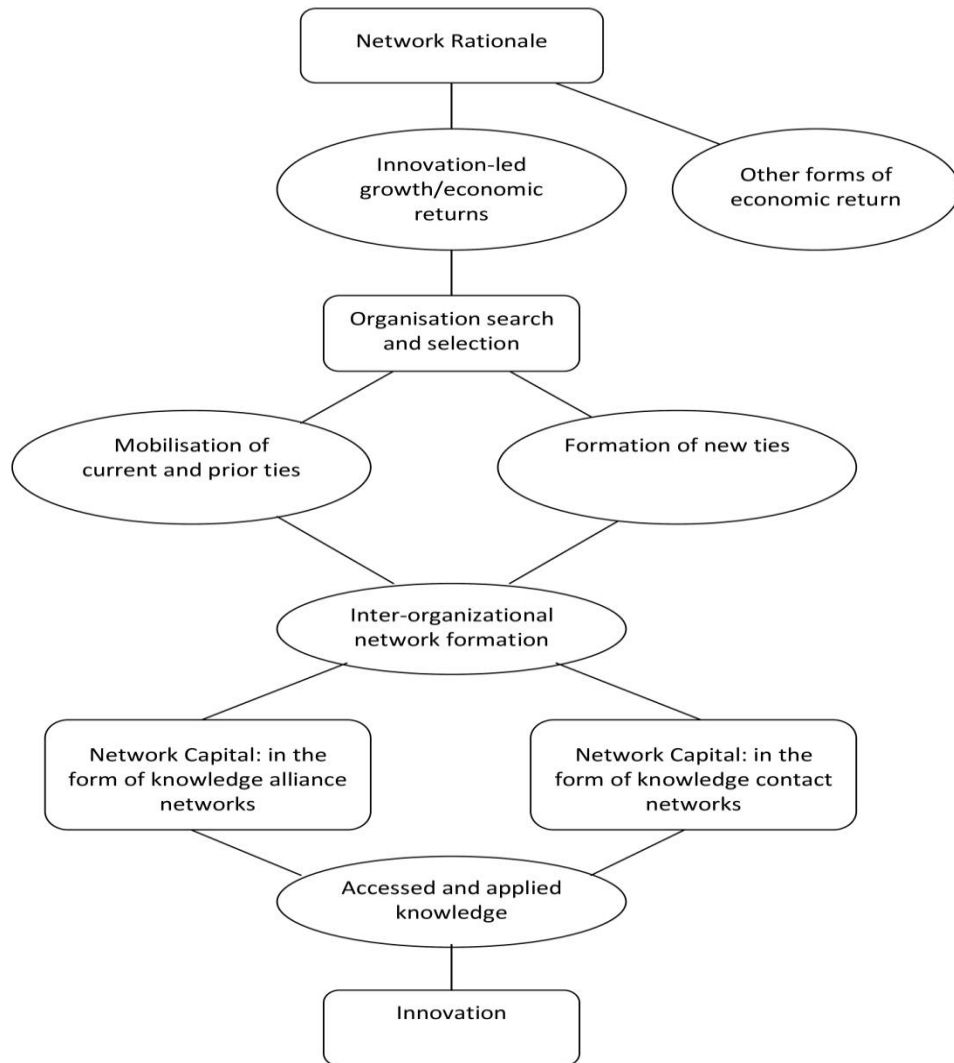 Network Rationale
Innovation-led
growth/economic
returns
Other forms of
economic return
Organisation search
and selection
Mobilisation of
current and prior ties
Formation of new ties
Inter-organizational
network formation
Network Capital: in the
form of knowledge alliance
networks
Network Capital: in the
form of knowledge contact
networks
Accessed and applied
knowledge
Innovation